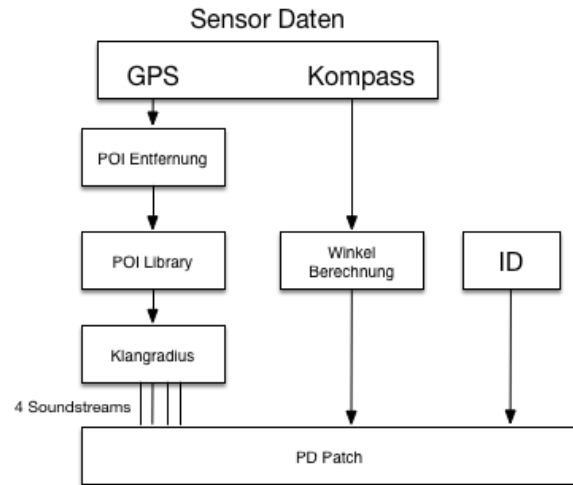 Sensor Daten
GPS Kompass
POI Entfernung
POI Library
Winkel
Berechnung
ID
Klangradius
4 Soundstreams
PD Patch